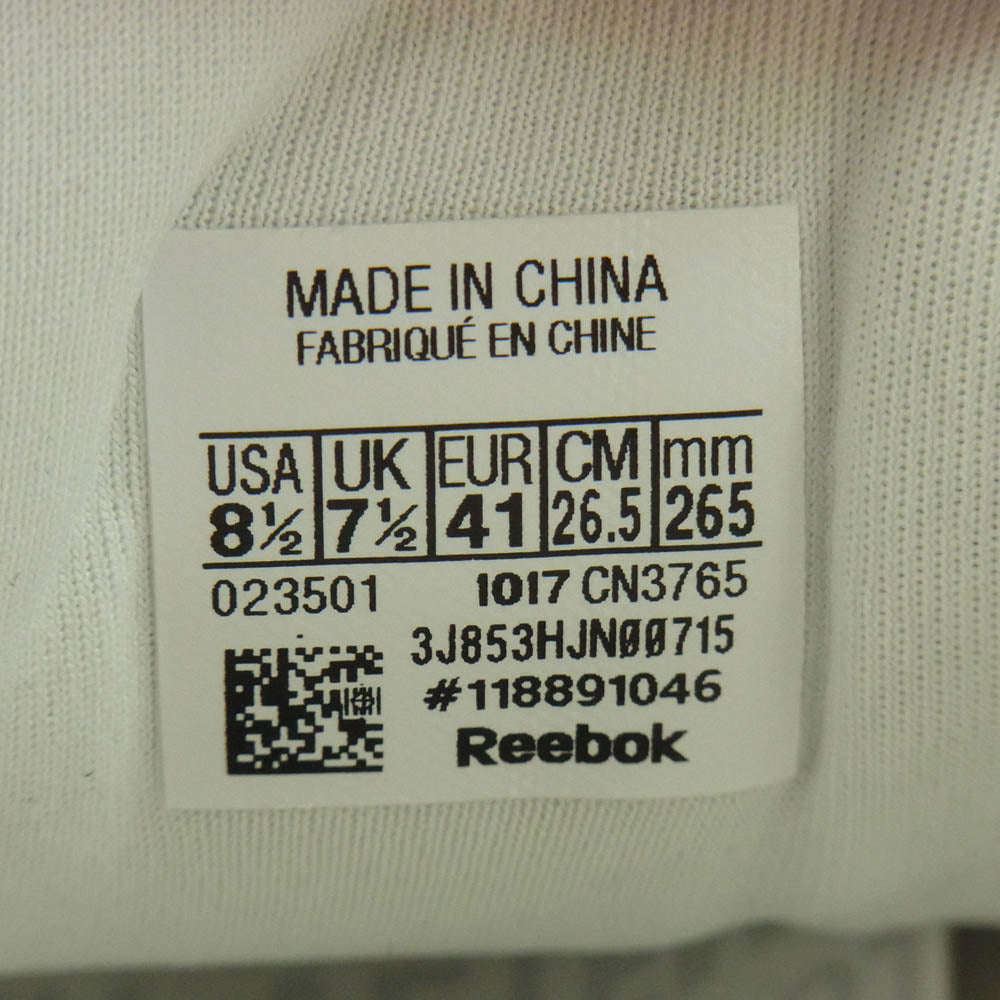 MADE IN CHINA
FABRIQUÉ EN CHINE
USA UK EUR CM mm
8½ 7½ 41 26.5 265
023501 1017 CN3765
3J853HJN00715
#118891046
Reebok